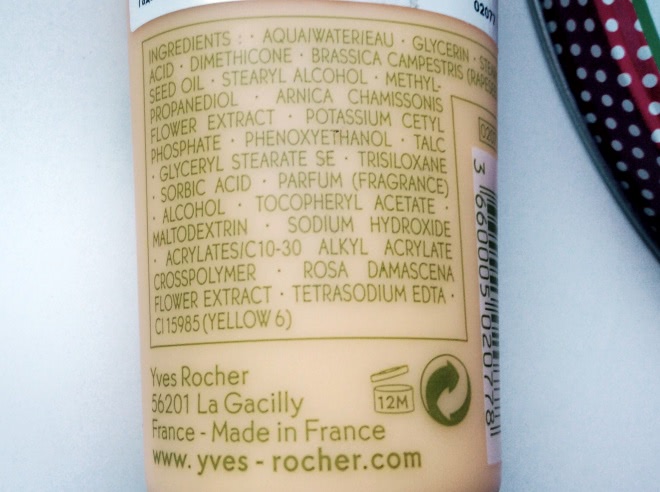 INGREDIENTS : · AQUA/WATER/EAU · GLYCERIN ·
ACID · DIMETHICONE · BRASSICA CAMPESTRIS
SEED OIL · STEARYL ALCOHOL · METHYL-
PROPANEDIOL · ARNICA CHAMISSONIS
FLOWER EXTRACT · POTASSIUM CETYL
PHOSPHATE · PHENOXYETHANOL · TALC
· GLYCERYL STEARATE SE · TRISILOXANE
· SORBIC ACID · PARFUM (FRAGRANCE)
· ALCOHOL · TOCOPHERYL ACETATE ·
MALTODEXTRIN · SODIUM HYDROXIDE
· ACRYLATES/C10-30 ALKYL ACRYLATE
CROSSPOLYMER · ROSA DAMASCENA
FLOWER EXTRACT · TETRASODIUM EDTA ·
CI 15985 (YELLOW 6)
Yves Rocher
56201 La Gacilly
France - Made in France
www. yves - rocher.com
12M
3 660005 020778